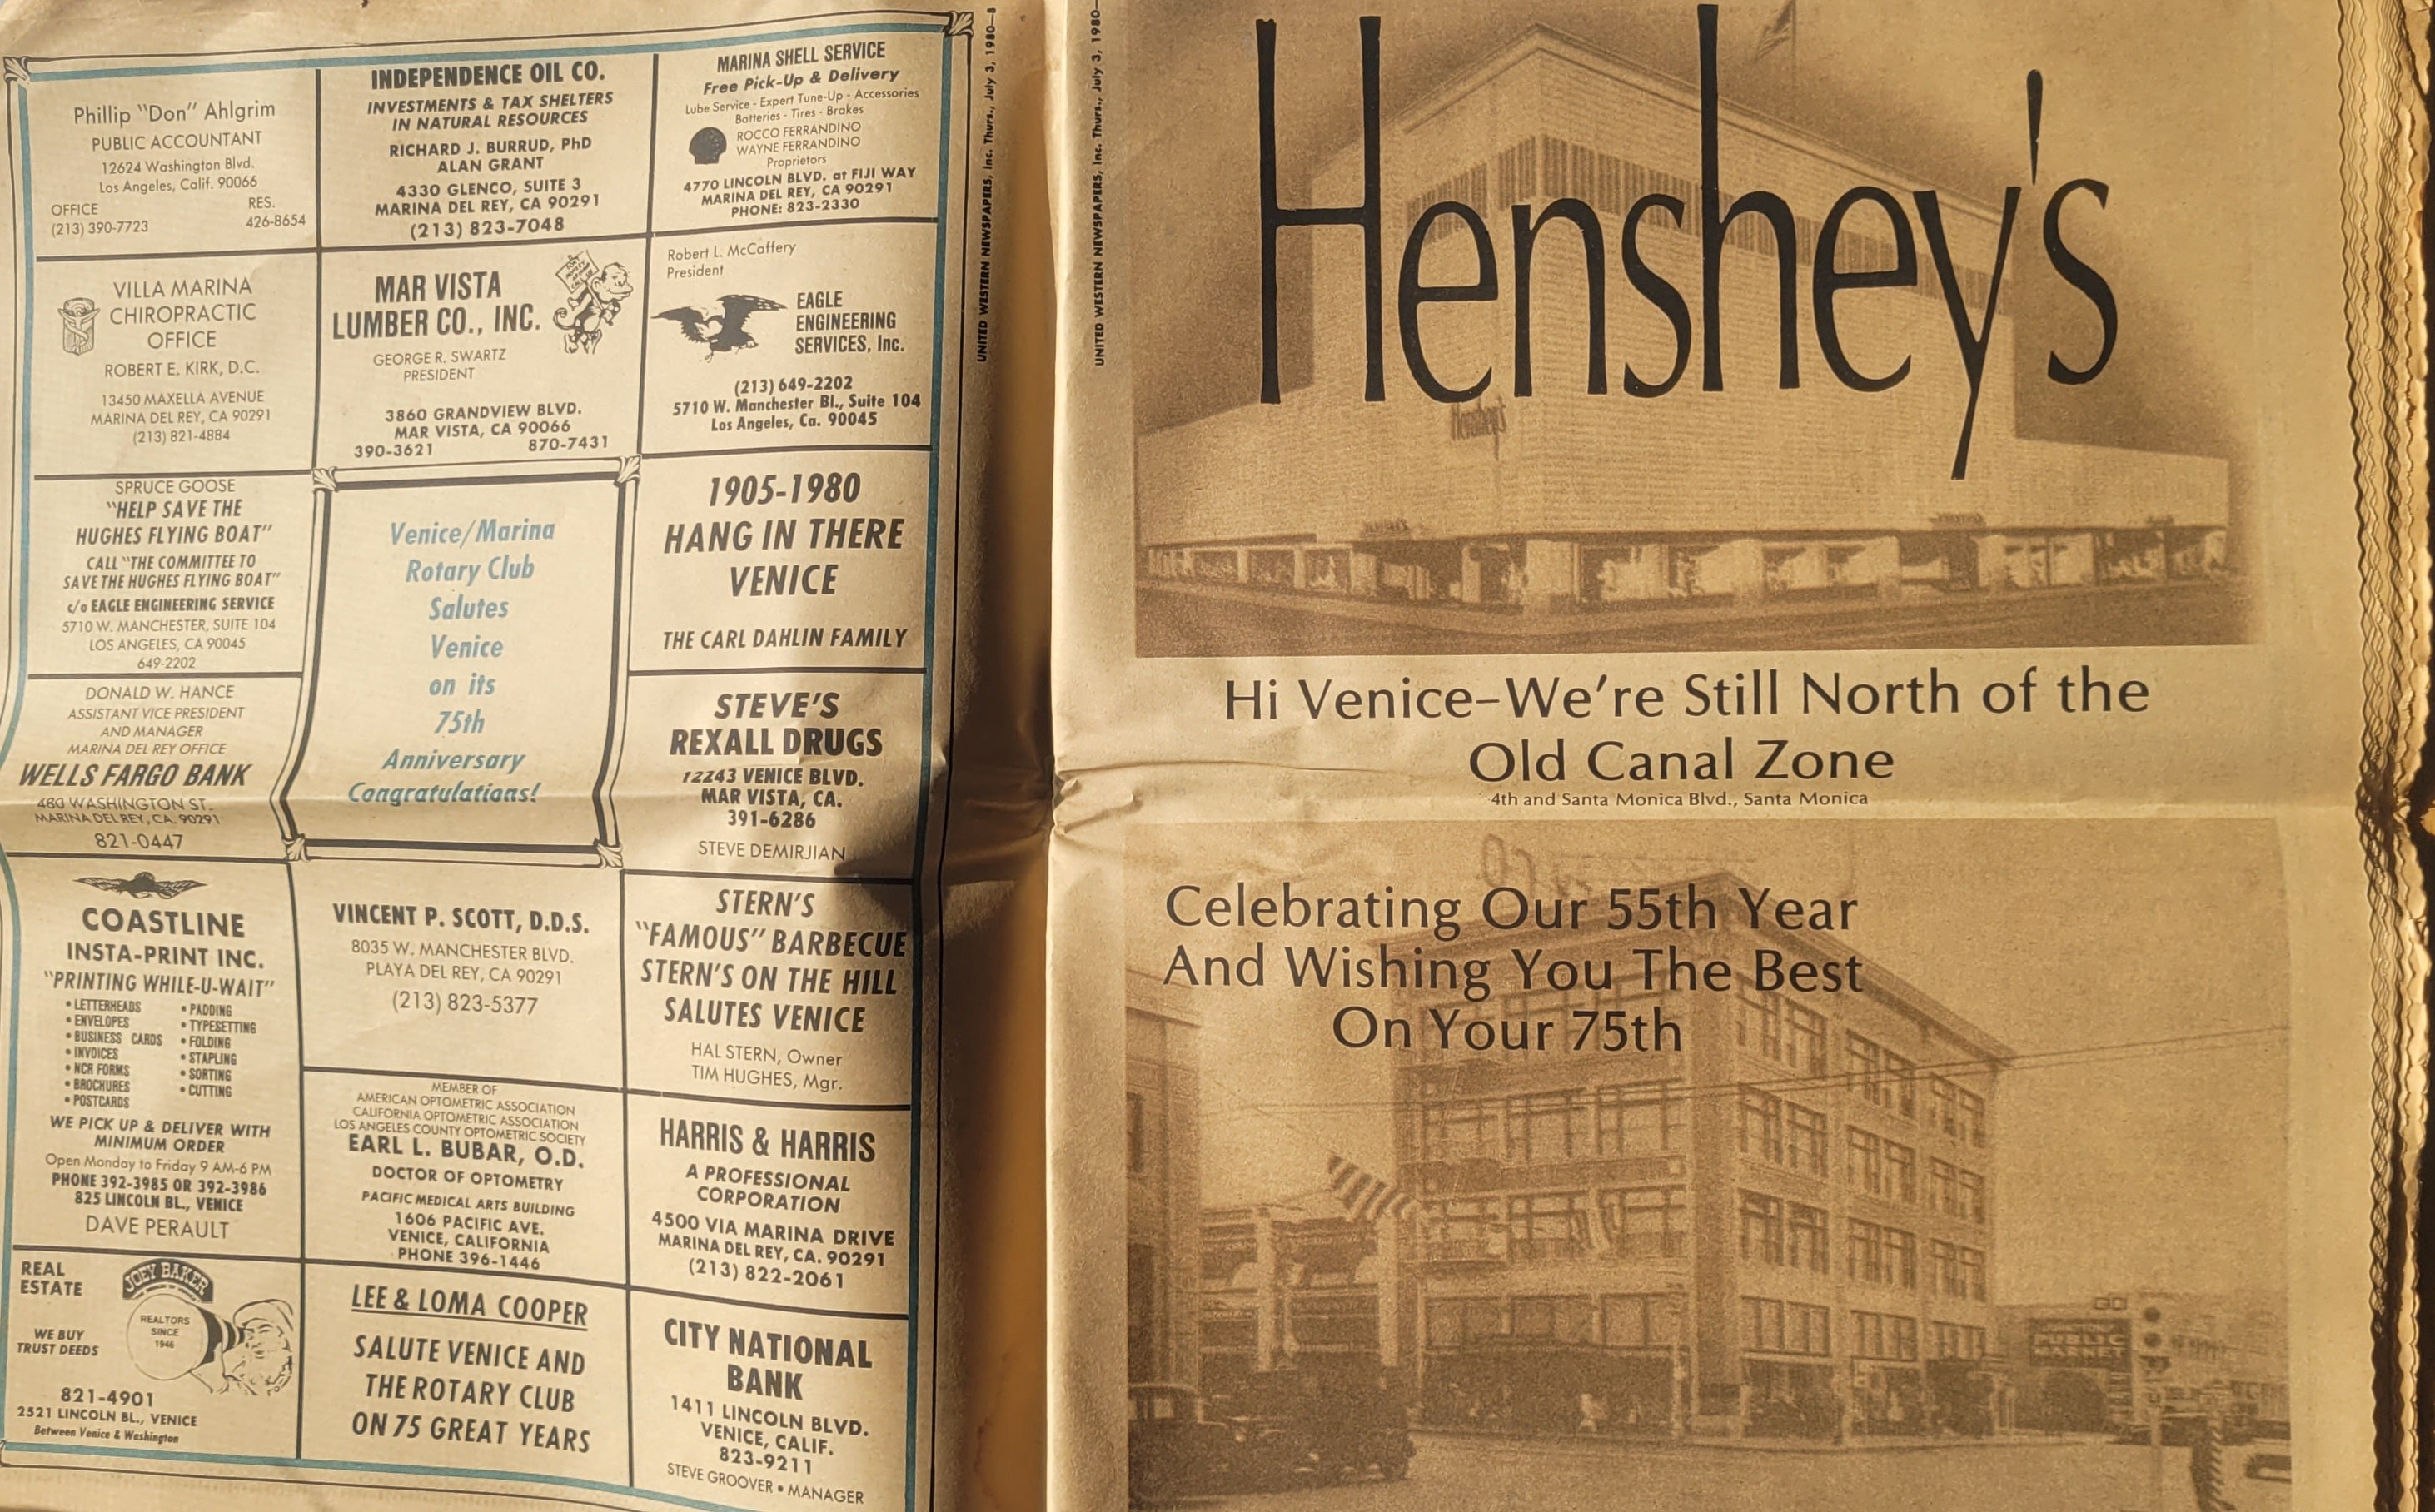 Phillip "Don" Ahlgrim
PUBLIC ACCOUNTANT
12624 Washington Blvd.
Los Angeles, Calif. 90066
OFFICE RES.
(213) 390-7723 426-8654
INDEPENDENCE OIL CO.
INVESTMENTS & TAX SHELTERS
IN NATURAL RESOURCES
RICHARD J. BURRUD, PhD
ALAN GRANT
4330 GLENCO, SUITE 3
MARINA DEL REY, CA 90291
(213) 823-7048
MARINA SHELL SERVICE
Free Pick-Up & Delivery
Lube Service - Expert Tune-Up - Accessories
Batteries - Tires - Brakes
ROCCO FERRANDINO
WAYNE FERRANDINO
Proprietors
4770 LINCOLN BLVD. at FIJI WAY
MARINA DEL REY, CA 90291
PHONE: 823-2330
VILLA MARINA
CHIROPRACTIC
OFFICE
ROBERT E. KIRK, D.C.
13450 MAXELLA AVENUE
MARINA DEL REY, CA 90291
(213) 821-4884
MAR VISTA
LUMBER CO., INC.
GEORGE R. SWARTZ
PRESIDENT
3860 GRANDVIEW BLVD.
MAR VISTA, CA 90066
390-3621 870-7431
Robert L. McCaffery
President
EAGLE
ENGINEERING
SERVICES, Inc.
(213) 649-2202
5710 W. Manchester Bl., Suite 104
Los Angeles, Ca. 90045
SPRUCE GOOSE
"HELP SAVE THE
HUGHES FLYING BOAT"
CALL "THE COMMITTEE TO
SAVE THE HUGHES FLYING BOAT"
c/o EAGLE ENGINEERING SERVICE
5710 W. MANCHESTER, SUITE 104
LOS ANGELES, CA 90045
649-2202
Venice/Marina
Rotary Club
Salutes
Venice
on its
75th
Anniversary
Congratulations!
1905-1980
HANG IN THERE
VENICE
THE CARL DAHLIN FAMILY
DONALD W. HANCE
ASSISTANT VICE PRESIDENT
AND MANAGER
MARINA DEL REY OFFICE
WELLS FARGO BANK
460 WASHINGTON ST.
MARINA DEL REY, CA. 90291
821-0447
STEVE'S
REXALL DRUGS
12243 VENICE BLVD.
MAR VISTA, CA.
391-6286
STEVE DEMIRJIAN
COASTLINE
INSTA-PRINT INC.
"PRINTING WHILE-U-WAIT"
• LETTERHEADS • PADDING
• ENVELOPES • TYPESETTING
• BUSINESS CARDS • FOLDING
• INVOICES • STAPLING
• NCR FORMS • SORTING
• BROCHURES • CUTTING
• POSTCARDS
WE PICK UP & DELIVER WITH
MINIMUM ORDER
Open Monday to Friday 9 AM-6 PM
PHONE 392-3985 OR 392-3986
825 LINCOLN BL., VENICE
DAVE PERAULT
VINCENT P. SCOTT, D.D.S.
8035 W. MANCHESTER BLVD.
PLAYA DEL REY, CA 90291
(213) 823-5377
STERN'S
"FAMOUS" BARBECUE
STERN'S ON THE HILL
SALUTES VENICE
HAL STERN, Owner
TIM HUGHES, Mgr.
MEMBER OF
AMERICAN OPTOMETRIC ASSOCIATION
CALIFORNIA OPTOMETRIC ASSOCIATION
LOS ANGELES COUNTY OPTOMETRIC SOCIETY
EARL L. BUBAR, O.D.
DOCTOR OF OPTOMETRY
PACIFIC MEDICAL ARTS BUILDING
1606 PACIFIC AVE.
VENICE, CALIFORNIA
PHONE 396-1446
HARRIS & HARRIS
A PROFESSIONAL
CORPORATION
4500 VIA MARINA DRIVE
MARINA DEL REY, CA. 90291
(213) 822-2061
REAL
ESTATE
JOEY BAKER
REALTORS
SINCE
1946
WE BUY
TRUST DEEDS
821-4901
2521 LINCOLN BL., VENICE
Between Venice & Washington
LEE & LOMA COOPER
SALUTE VENICE AND
THE ROTARY CLUB
ON 75 GREAT YEARS
CITY NATIONAL
BANK
1411 LINCOLN BLVD.
VENICE, CALIF.
823-9211
STEVE GROOVER • MANAGER
UNITED WESTERN NEWSPAPERS, Inc. Thurs., July 3, 1980—8
UNITED WESTERN NEWSPAPERS, Inc. Thurs., July 3, 1980—
Henshey's
Henshey's
Hi Venice–We're Still North of the
Old Canal Zone
4th and Santa Monica Blvd., Santa Monica
Celebrating Our 55th Year
And Wishing You The Best
On Your 75th
PUBLIC
MARKET